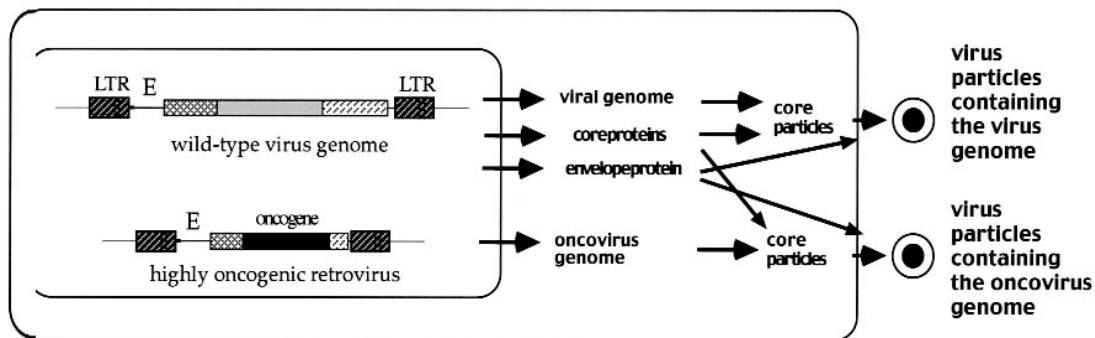 LTR E LTR
wild-type virus genome
E oncogene
highly oncogenic retrovirus
viral genome
coreproteins
envelopeprotein
oncovirus
genome
core
particles
core
particles
virus
particles
containing
the virus
genome
virus
particles
containing
the oncovirus
genome